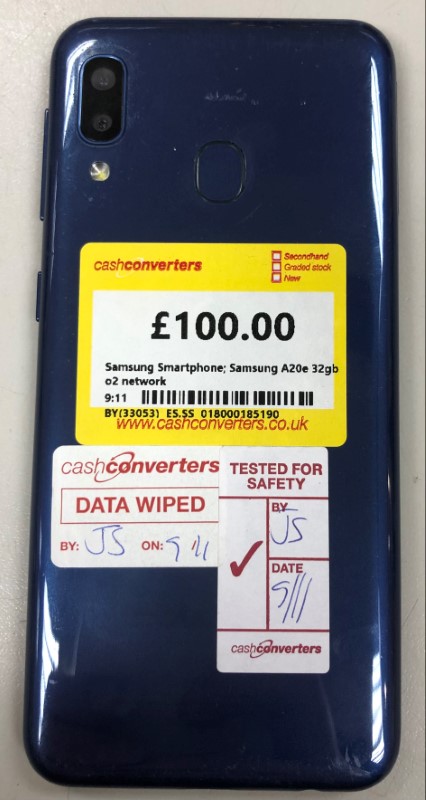 cashconverters
Secondhand
Graded stock
New
£100.00
Samsung Smartphone; Samsung A20e 32gb
o2 network
9:11
BY(33053) ES.SS 018000185190
www.cashconverters.co.uk
cashconverters
DATA WIPED
BY: JS ON: 9/11
TESTED FOR
SAFETY
BY
JS
DATE
9/11
cashconverters